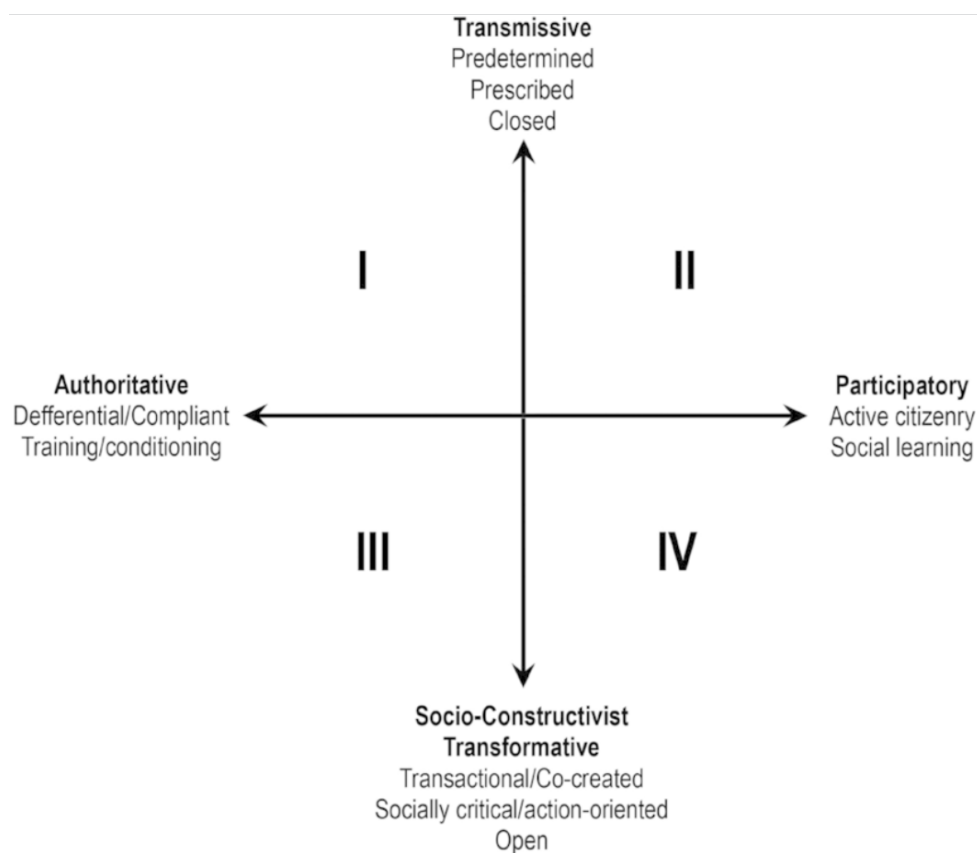 Transmissive
Predetermined
Prescribed
Closed
I
II
Authoritative
Defferential/Compliant
Training/conditioning
Participatory
Active citizenry
Social learning
III
IV
Socio-Constructivist
Transformative
Transactional/Co-created
Socially critical/action-oriented
Open